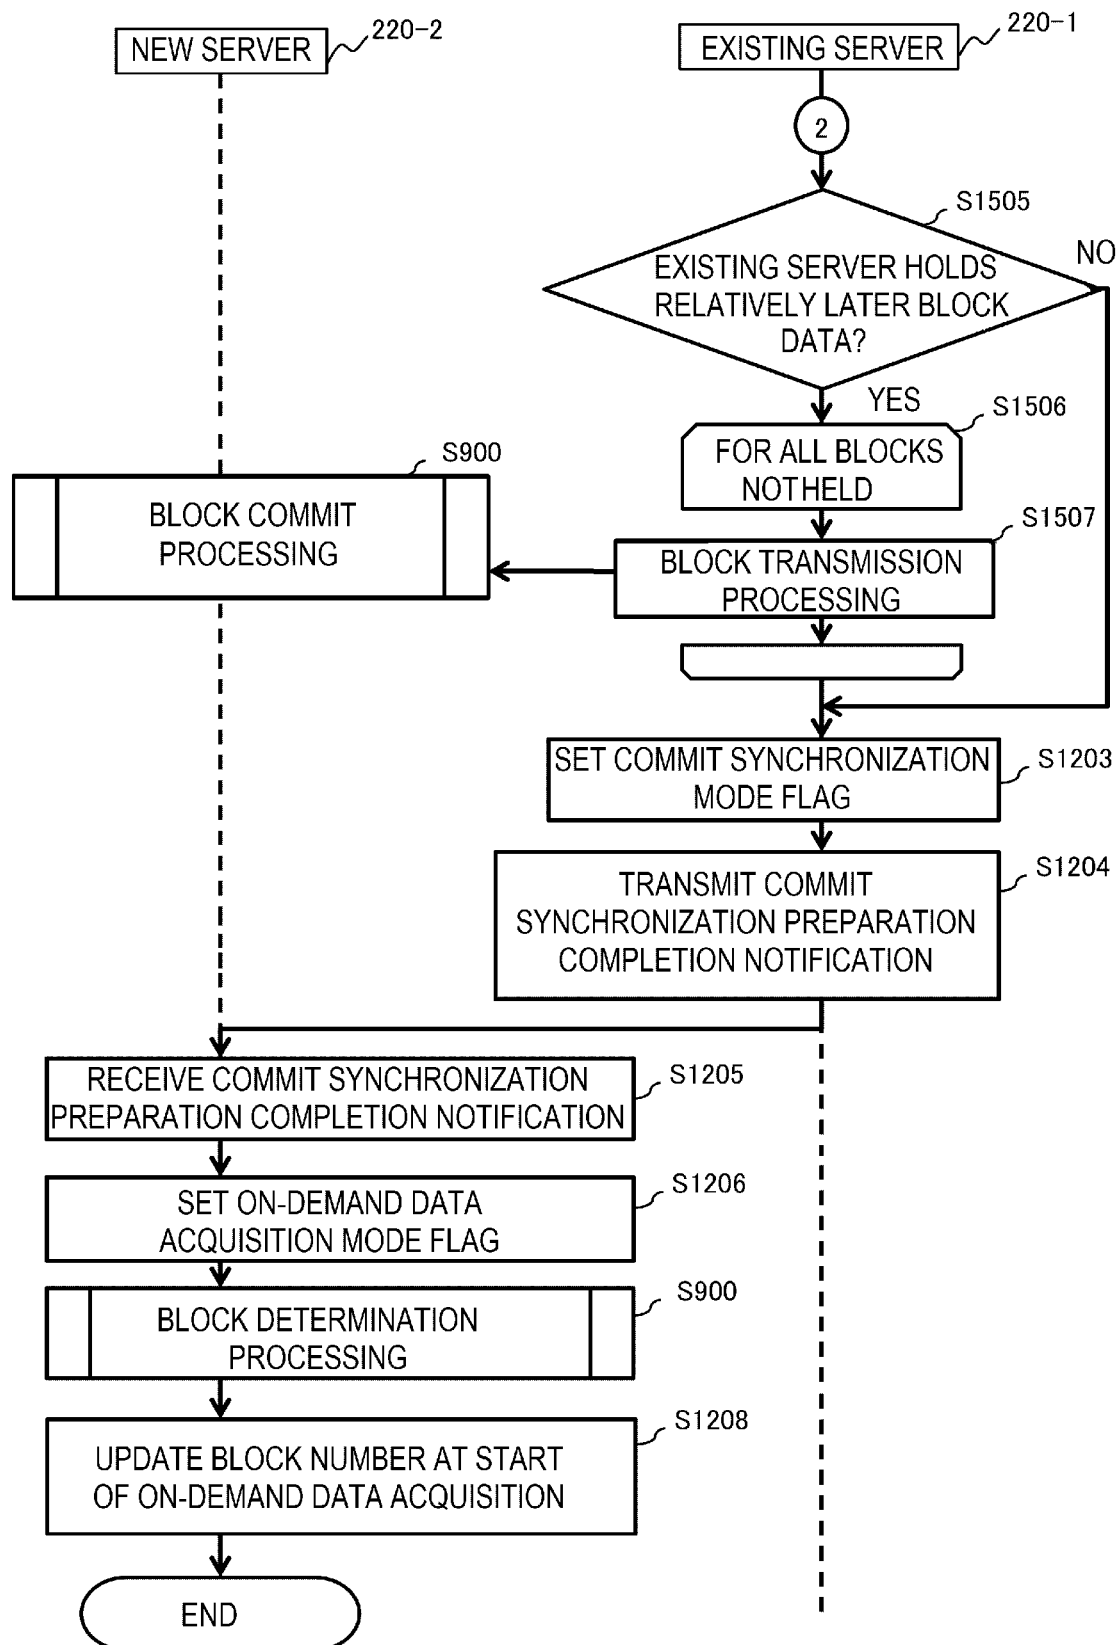 NEW SERVER
220-2
EXISTING SERVER
220-1
2
S1505
EXISTING SERVER HOLDS
RELATIVELY LATER BLOCK
DATA?
NO
YES
S1506
FOR ALL BLOCKS
NOTHELD
S900
BLOCK COMMIT
PROCESSING
S1507
BLOCK TRANSMISSION
PROCESSING
SET COMMIT SYNCHRONIZATION
MODE FLAG
S1203
TRANSMIT COMMIT
SYNCHRONIZATION PREPARATION
COMPLETION NOTIFICATION
S1204
RECEIVE COMMIT SYNCHRONIZATION
PREPARATION COMPLETION NOTIFICATION
S1205
SET ON-DEMAND DATA
ACQUISITION MODE FLAG
S1206
BLOCK DETERMINATION
PROCESSING
S900
UPDATE BLOCK NUMBER AT START
OF ON-DEMAND DATA ACQUISITION
S1208
END